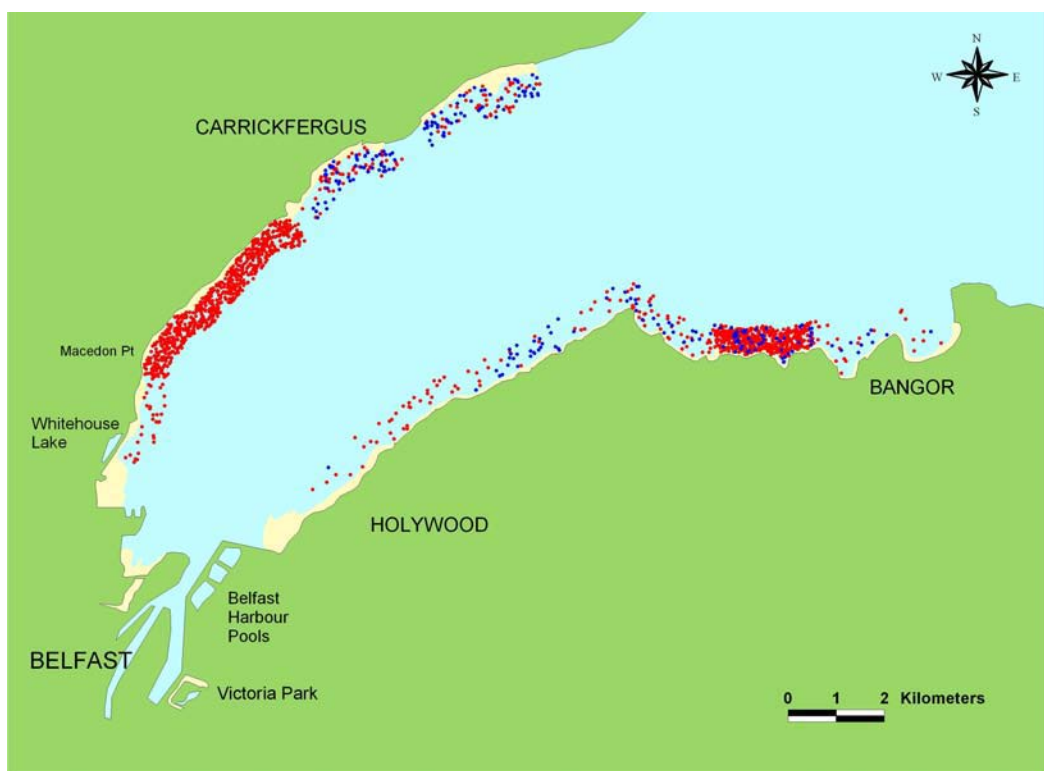 N
W E
S
CARRICKFERGUS
Macedon Pt
BANGOR
Whitehouse
Lake
HOLYWOOD
Belfast
Harbour
Pools
BELFAST
Victoria Park
0 1 2 Kilometers